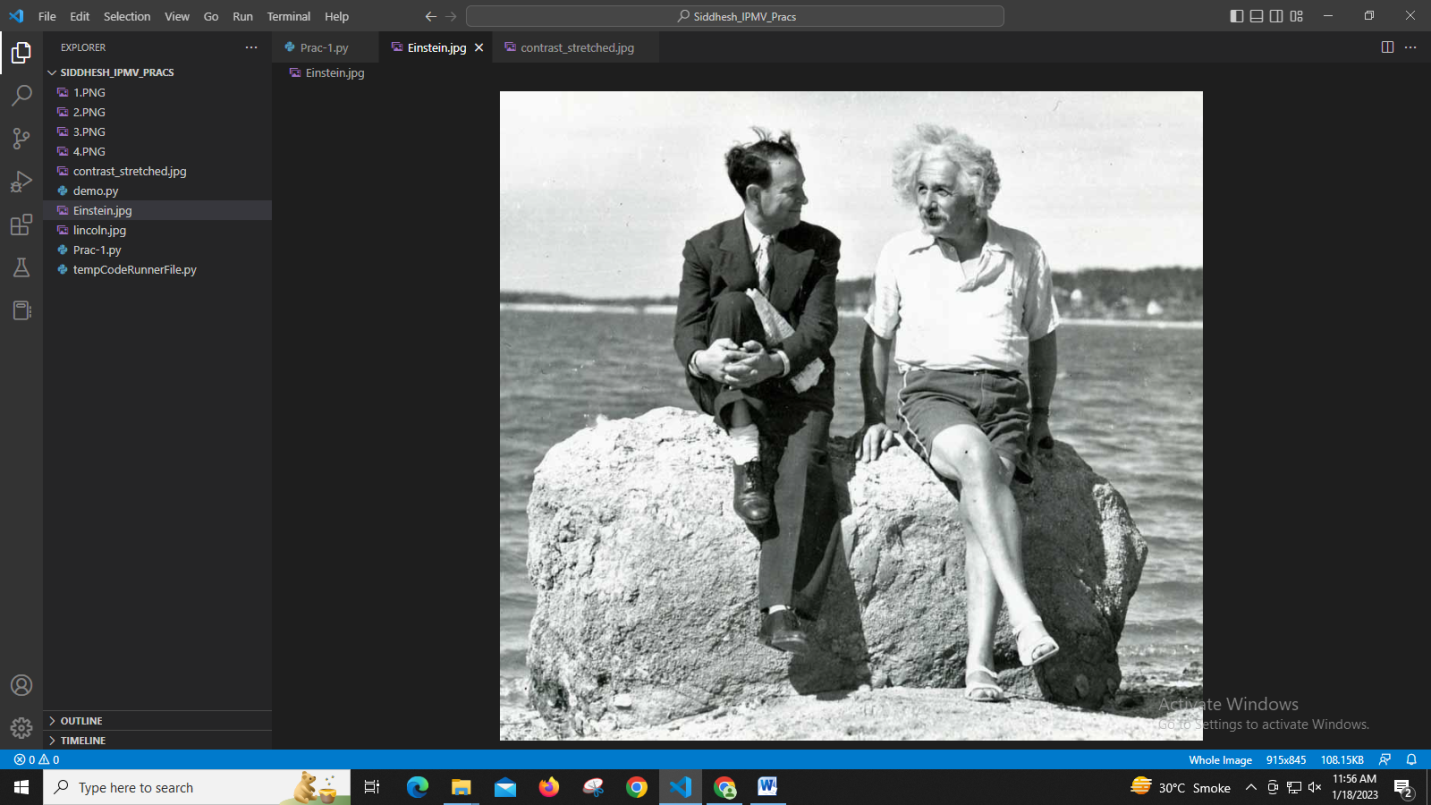 File Edit Selection View Go Run Terminal Help
Siddhesh_IPMV_Pracs
EXPLORER
Prac-1.py
Einstein.jpg
contrast_stretched.jpg
SIDDHESH_IPMV_PRACS
Einstein.jpg
1.PNG
2.PNG
3.PNG
4.PNG
contrast_stretched.jpg
demo.py
Einstein.jpg
lincoln.jpg
Prac-1.py
tempCodeRunnerFile.py
Activate Windows
Go to Settings to activate Windows.
OUTLINE
TIMELINE
0 0
Whole Image 915x845 108.15KB
Type here to search
30°C Smoke
11:56 AM
1/18/2023
2